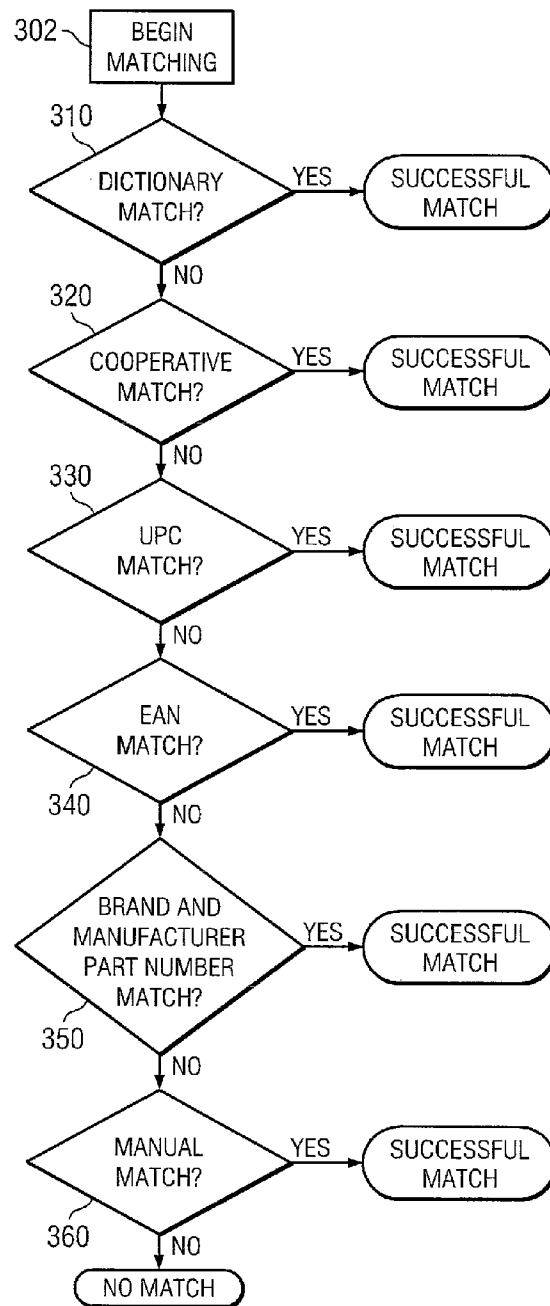 302
BEGIN
MATCHING
310
DICTIONARY
MATCH?
YES
SUCCESSFUL
MATCH
NO
320
COOPERATIVE
MATCH?
YES
SUCCESSFUL
MATCH
NO
330
UPC
MATCH?
YES
SUCCESSFUL
MATCH
NO
EAN
MATCH?
YES
SUCCESSFUL
MATCH
340
NO
BRAND AND
MANUFACTURER
PART NUMBER
MATCH?
YES
SUCCESSFUL
MATCH
350
NO
MANUAL
MATCH?
YES
SUCCESSFUL
MATCH
360
NO
NO MATCH